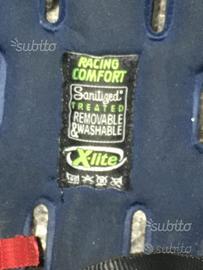 subito
RACING
COMFORT
Sanitized®
TREATED
REMOVABLE
& WASHABLE
X-lite
subito